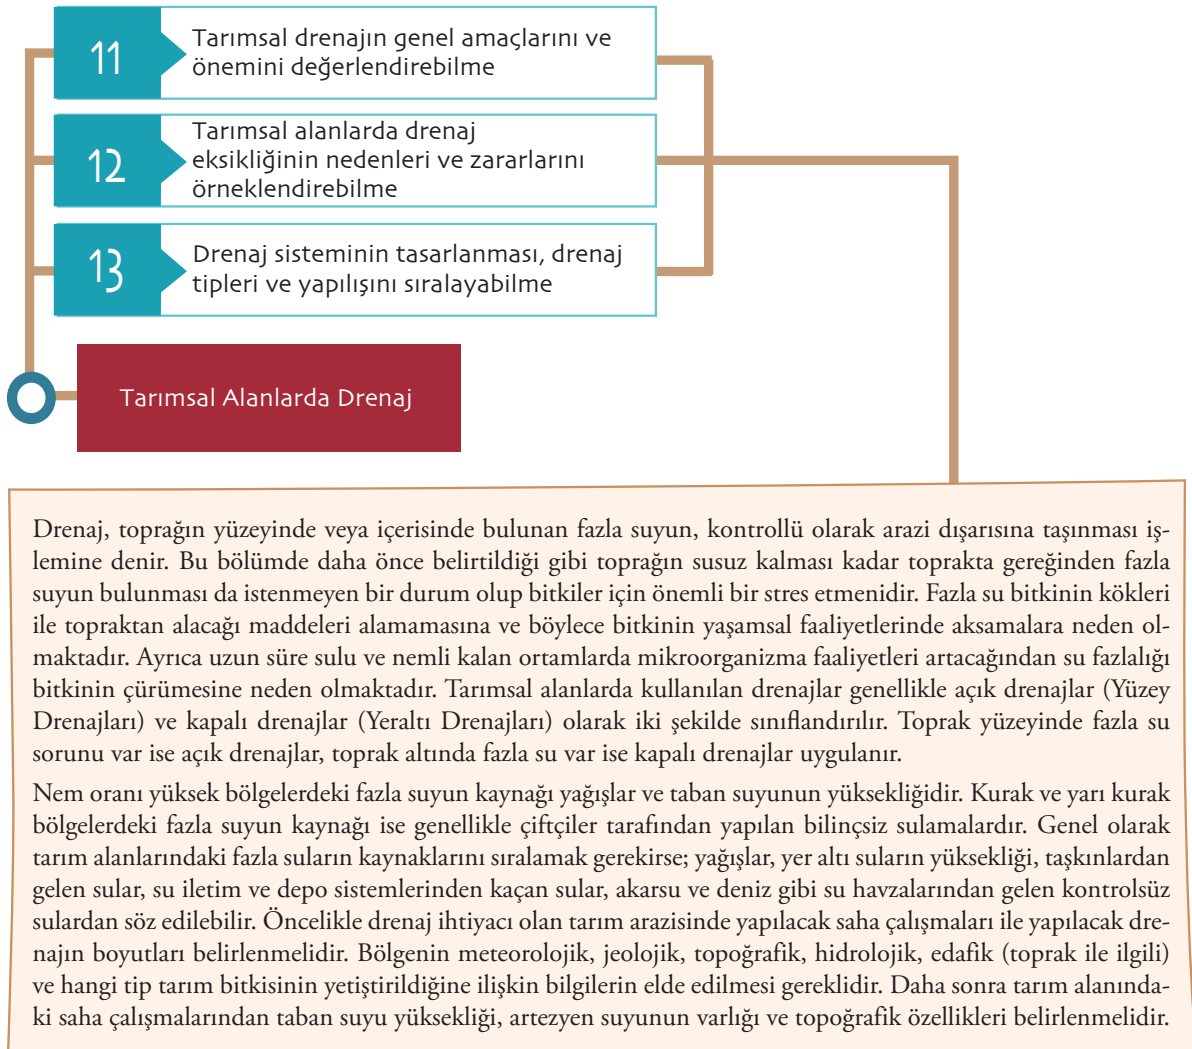 11
Tarımsal drenajın genel amaçlarını ve
önemini değerlendirebilme
12
Tarımsal alanlarda drenaj
eksikliğinin nedenleri ve zararlarını
örneklendirebilme
13
Drenaj sisteminin tasarlanması, drenaj
tipleri ve yapılışını sıralayabilme
Tarımsal Alanlarda Drenaj
Drenaj, toprağın yüzeyinde veya içerisinde bulunan fazla suyun, kontrollü olarak arazi dışarısına taşınması iş-
lemine denir. Bu bölümde daha önce belirtildiği gibi toprağın susuz kalması kadar toprakta gereğinden fazla
suyun bulunması da istenmeyen bir durum olup bitkiler için önemli bir stres etmenidir. Fazla su bitkinin kökleri
ile topraktan alacağı maddeleri alamamasına ve böylece bitkinin yaşamsal faaliyetlerinde aksamalara neden ol-
maktadır. Ayrıca uzun süre sulu ve nemli kalan ortamlarda mikroorganizma faaliyetleri artacağından su fazlalığı
bitkinin çürümesine neden olmaktadır. Tarımsal alanlarda kullanılan drenajlar genellikle açık drenajlar (Yüzey
Drenajları) ve kapalı drenajlar (Yeraltı Drenajları) olarak iki şekilde sınıflandırılır. Toprak yüzeyinde fazla su
sorunu var ise açık drenajlar, toprak altında fazla su var ise kapalı drenajlar uygulanır.
Nem oranı yüksek bölgelerdeki fazla suyun kaynağı yağışlar ve taban suyunun yüksekliğidir. Kurak ve yarı kurak
bölgelerdeki fazla suyun kaynağı ise genellikle çiftçiler tarafından yapılan bilinçsiz sulamalardır. Genel olarak
tarım alanlarındaki fazla suların kaynaklarını sıralamak gerekirse; yağışlar, yer altı suların yüksekliği, taşkınlardan
gelen sular, su iletim ve depo sistemlerinden kaçan sular, akarsu ve deniz gibi su havzalarından gelen kontrolsüz
sulardan söz edilebilir. Öncelikle drenaj ihtiyacı olan tarım arazisinde yapılacak saha çalışmaları ile yapılacak dre-
najın boyutları belirlenmelidir. Bölgenin meteorolojik, jeolojik, topoğrafik, hidrolojik, edafik (toprak ile ilgili)
ve hangi tip tarım bitkisinin yetiştirildiğine ilişkin bilgilerin elde edilmesi gereklidir. Daha sonra tarım alanında-
ki saha çalışmalarından taban suyu yüksekliği, artezyen suyunun varlığı ve topoğrafik özellikleri belirlenmelidir.